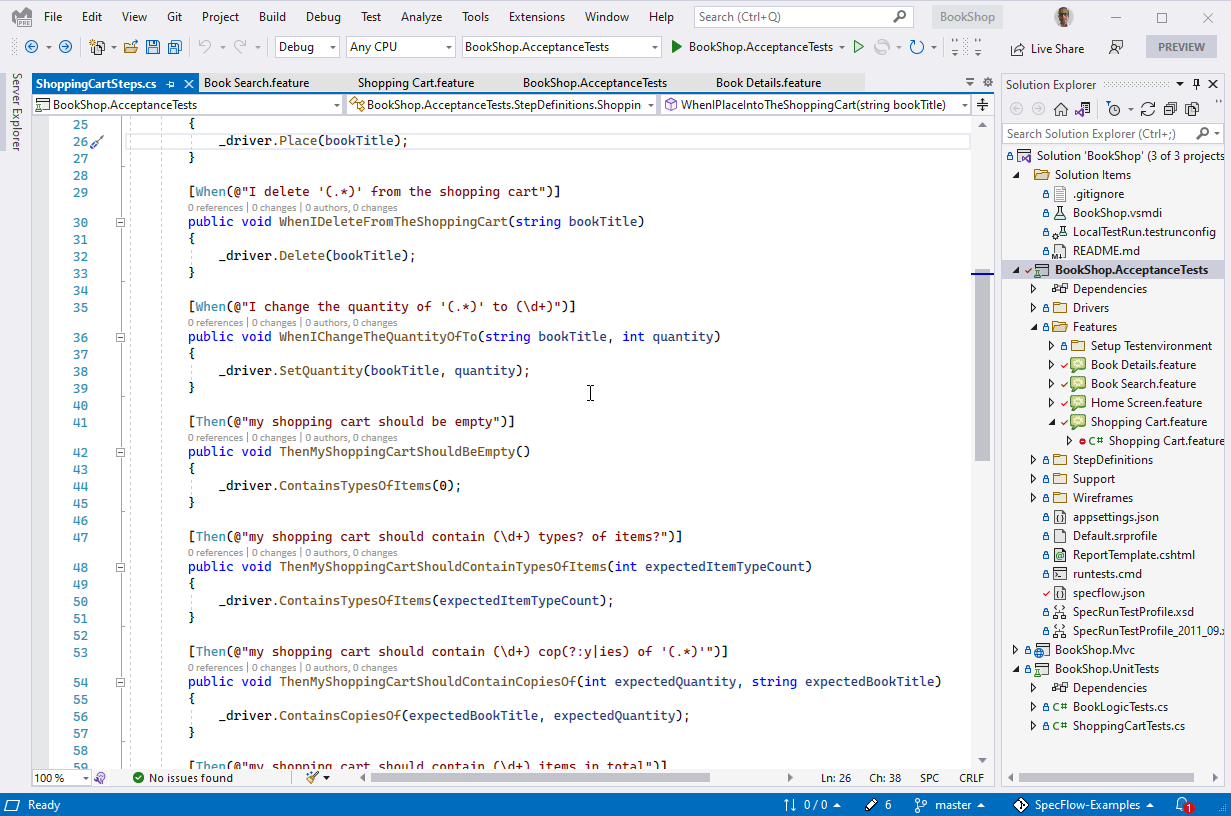 PRE File Edit View Git Project Build Debug Test Analyze Tools Extensions Window Help Search (Ctrl+Q) BookShop
Debug Any CPU BookShop.AcceptanceTests BookShop.AcceptanceTests Live Share PREVIEW
Server Explorer
ShoppingCartSteps.cs Book Search.feature Shopping Cart.feature BookShop.AcceptanceTests Book Details.feature
BookShop.AcceptanceTests BookShop.AcceptanceTests.StepDefinitions.Shoppin WhenIPlaceIntoTheShoppingCart(string bookTitle)
25 {
26 _driver.Place(bookTitle);
27 }
28
29 [When(@"I delete '(.*)' from the shopping cart")]
0 references | 0 changes | 0 authors, 0 changes
30 public void WhenIDeleteFromTheShoppingCart(string bookTitle)
31 {
32 _driver.Delete(bookTitle);
33 }
34
35 [When(@"I change the quantity of '(.*)' to (\d+)")]
0 references | 0 changes | 0 authors, 0 changes
36 public void WhenIChangeTheQuantityOfTo(string bookTitle, int quantity)
37 {
38 _driver.SetQuantity(bookTitle, quantity);
39 }
40
41 [Then(@"my shopping cart should be empty")]
0 references | 0 changes | 0 authors, 0 changes
42 public void ThenMyShoppingCartShouldBeEmpty()
43 {
44 _driver.ContainsTypesOfItems(0);
45 }
46
47 [Then(@"my shopping cart should contain (\d+) types? of items?")]
0 references | 0 changes | 0 authors, 0 changes
48 public void ThenMyShoppingCartShouldContainTypesOfItems(int expectedItemTypeCount)
49 {
50 _driver.ContainsTypesOfItems(expectedItemTypeCount);
51 }
52
53 [Then(@"my shopping cart should contain (\d+) cop(?:y|ies) of '(.*)'")]
0 references | 0 changes | 0 authors, 0 changes
54 public void ThenMyShoppingCartShouldContainCopiesOf(int expectedQuantity, string expectedBookTitle)
55 {
56 _driver.ContainsCopiesOf(expectedBookTitle, expectedQuantity);
57 }
58
59 [Then(@"my shopping cart should contain (\d+) items in total")]
100 % No issues found Ln: 26 Ch: 38 SPC CRLF
Solution Explorer
Search Solution Explorer (Ctrl+;)
Solution 'BookShop' (3 of 3 projects
Solution Items
.gitignore
BookShop.vsmdi
LocalTestRun.testrunconfig
README.md
BookShop.AcceptanceTests
Dependencies
Drivers
Features
Setup Testenvironment
Book Details.feature
Book Search.feature
Home Screen.feature
Shopping Cart.feature
C# Shopping Cart.feature
StepDefinitions
Support
Wireframes
appsettings.json
Default.srprofile
ReportTemplate.cshtml
runtests.cmd
specflow.json
SpecRunTestProfile.xsd
SpecRunTestProfile_2011_09.x
BookShop.Mvc
BookShop.UnitTests
Dependencies
C# BookLogicTests.cs
C# ShoppingCartTests.cs
Ready 0 / 0 6 master SpecFlow-Examples 1